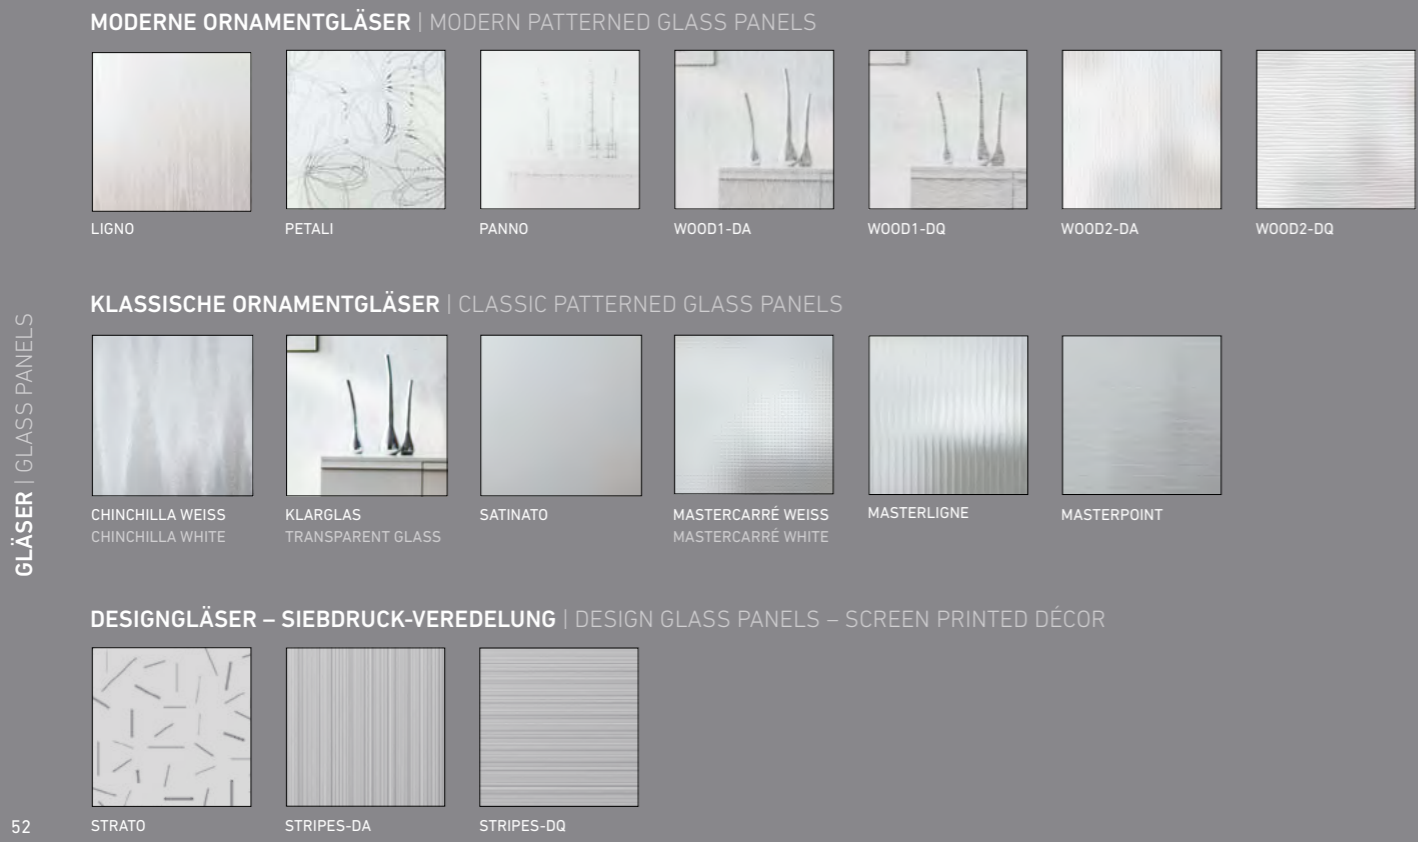 MODERNE ORNAMENTGLÄSER | MODERN PATTERNED GLASS PANELS
LIGNO
PETALI
PANNO
WOOD1-DA
WOOD1-DQ
WOOD2-DA
WOOD2-DQ
KLASSISCHE ORNAMENTGLÄSER | CLASSIC PATTERNED GLASS PANELS
CHINCHILLA WEISS
CHINCHILLA WHITE
KLARGLAS
TRANSPARENT GLASS
SATINATO
MASTERCARRÉ WEISS
MASTERCARRÉ WHITE
MASTERLIGNE
MASTERPOINT
DESIGNGLÄSER – SIEBDRUCK-VEREDELUNG | DESIGN GLASS PANELS – SCREEN PRINTED DÉCOR
STRATO
STRIPES-DA
STRIPES-DQ
GLÄSER | GLASS PANELS
52